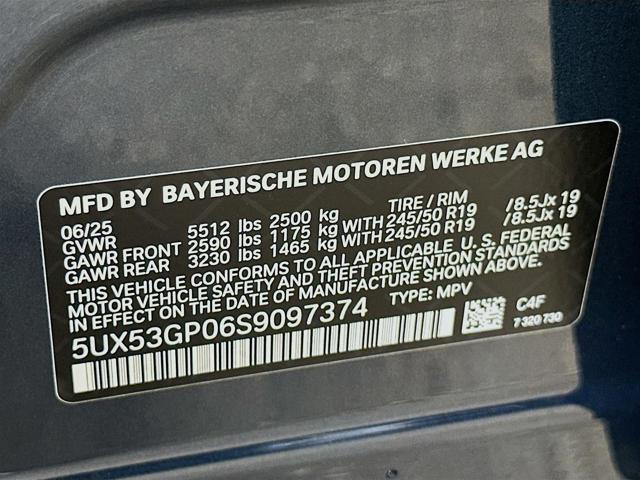 MFD BY BAYERISCHE MOTOREN WERKE AG
06/25 TIRE / RIM
GVWR 5512 lbs 2500 kg
GAWR FRONT 2590 lbs 1175 kg WITH 245/50 R19 /8.5Jx 19
GAWR REAR 3230 lbs 1465 kg WITH 245/50 R19 /8.5Jx 19
THIS VEHICLE CONFORMS TO ALL APPLICABLE U. S. FEDERAL
MOTOR VEHICLE SAFETY AND THEFT PREVENTION STANDARDS
IN EFFECT ON THE DATE OF MANUFACTURE SHOWN ABOVE.
5UX53GP06S9097374 TYPE: MPV
C4F
7 320 730